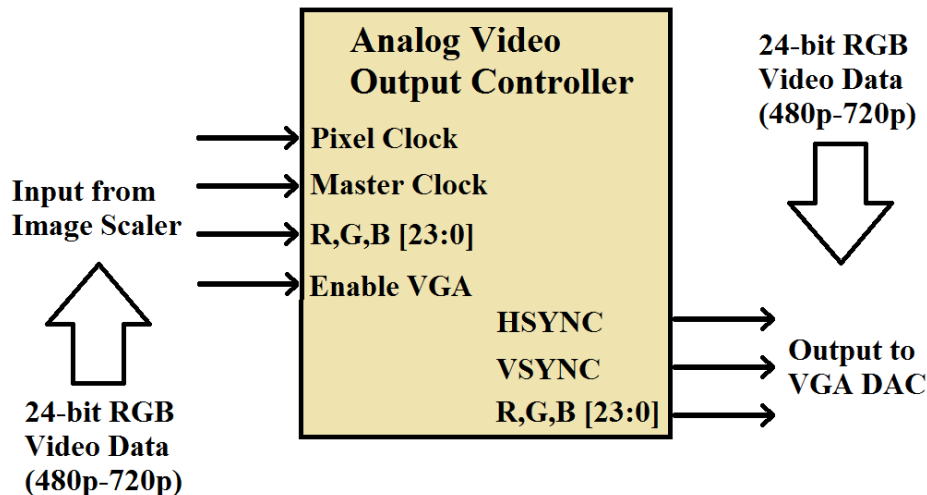 Analog Video
Output Controller
Pixel Clock
Master Clock
R,G,B [23:0]
Enable VGA
HSYNC
VSYNC
R,G,B [23:0]
Input from
Image Scaler
24-bit RGB
Video Data
(480p-720p)
24-bit RGB
Video Data
(480p-720p)
Output to
VGA DAC